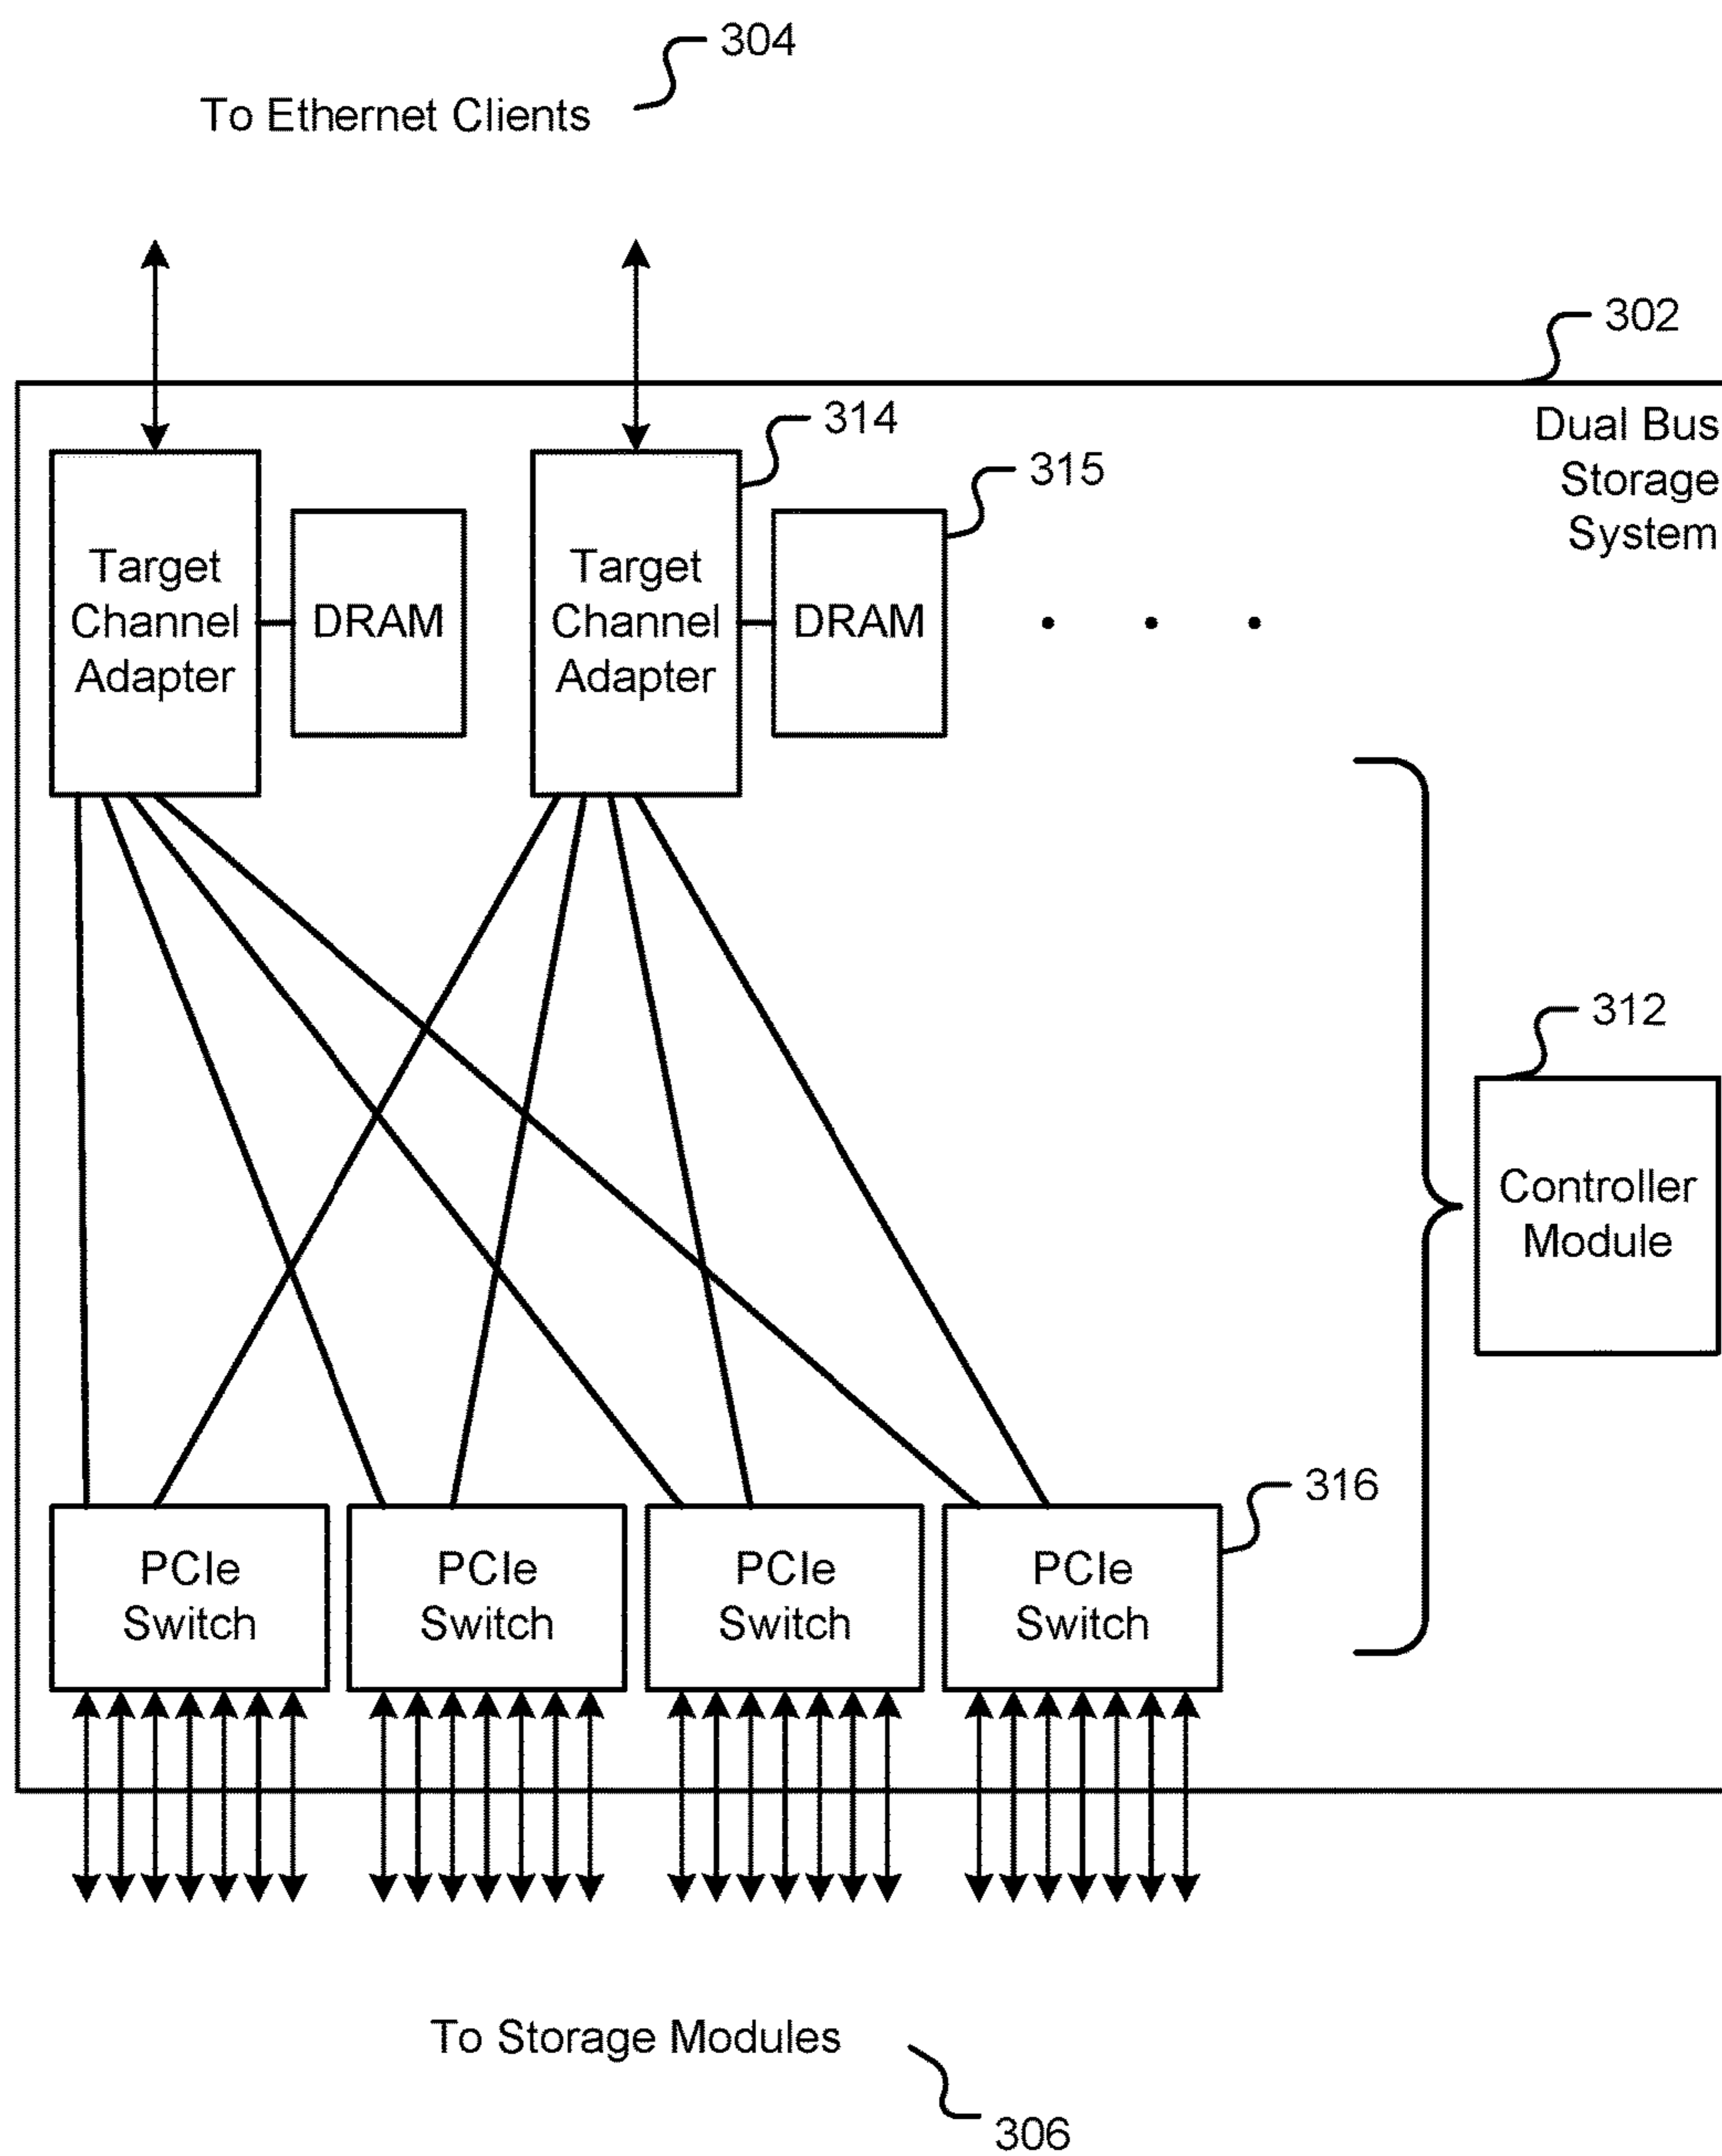 304
To Ethernet Clients
302
Dual Bus
Storage
System
314
315
Target
Channel
Adapter
DRAM
Target
Channel
Adapter
DRAM
312
Controller
Module
316
PCIe
Switch
PCIe
Switch
PCIe
Switch
PCIe
Switch
To Storage Modules
306